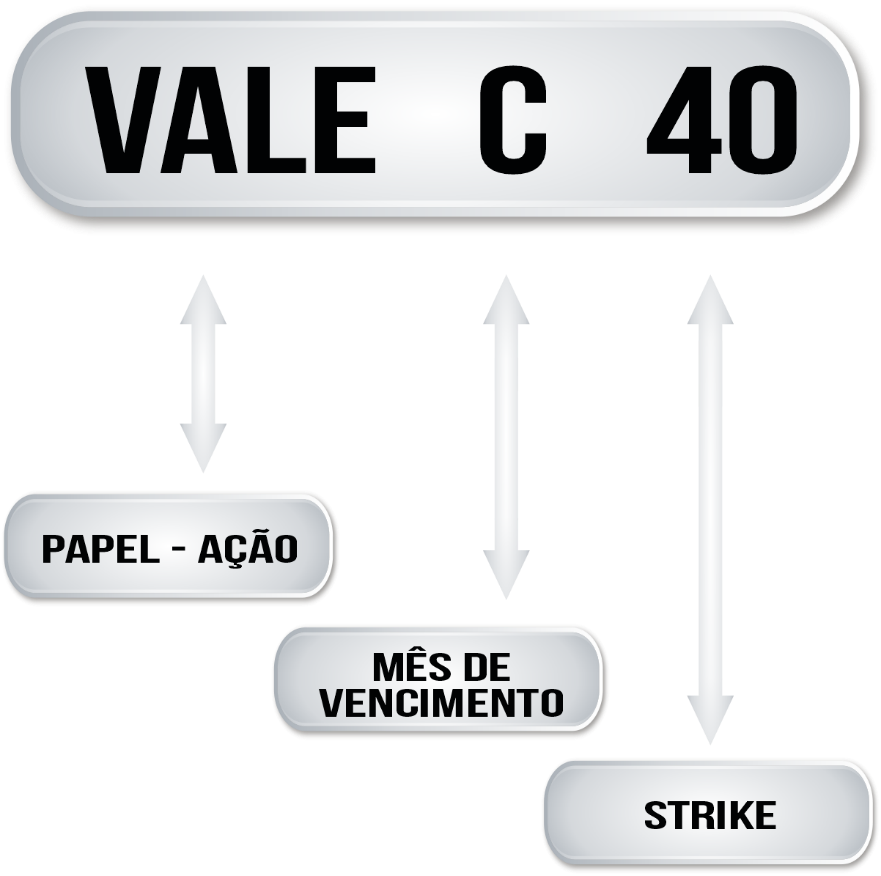 VALE C 40
PAPEL - AÇÃO
MÊS DE
VENCIMENTO
STRIKE